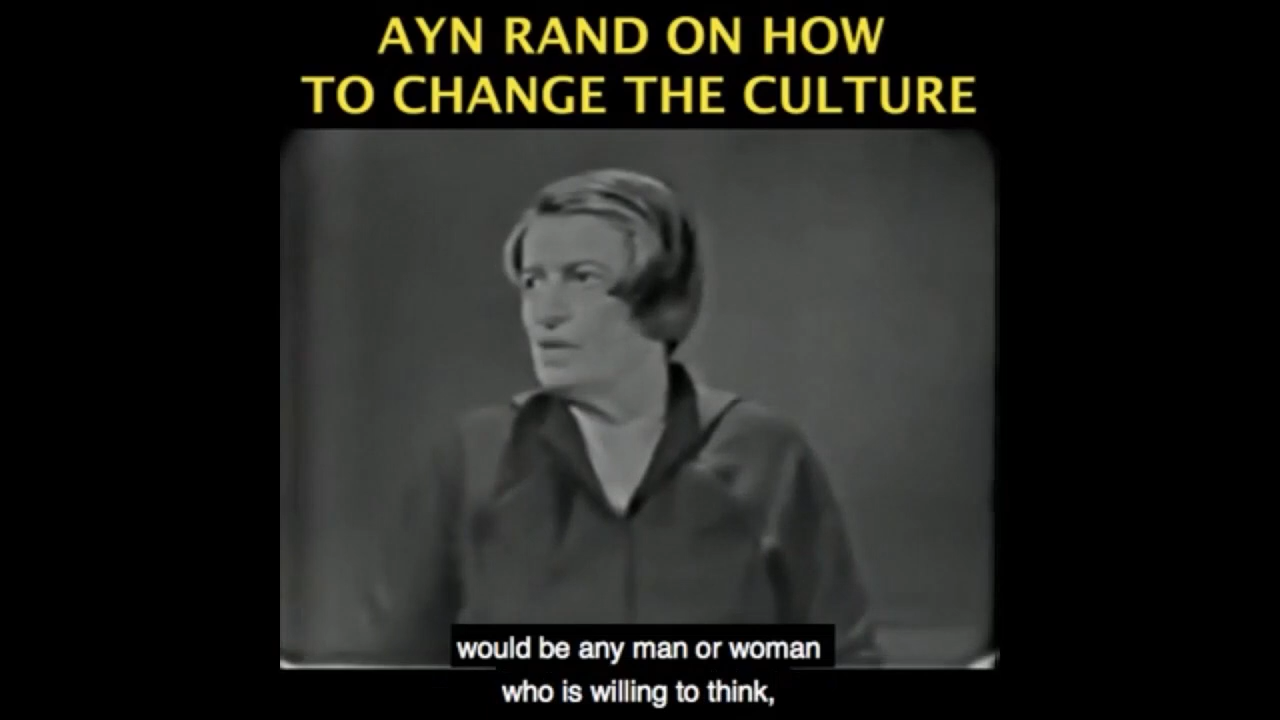 AYN RAND ON HOW
TO CHANGE THE CULTURE
would be any man or woman
who is willing to think,